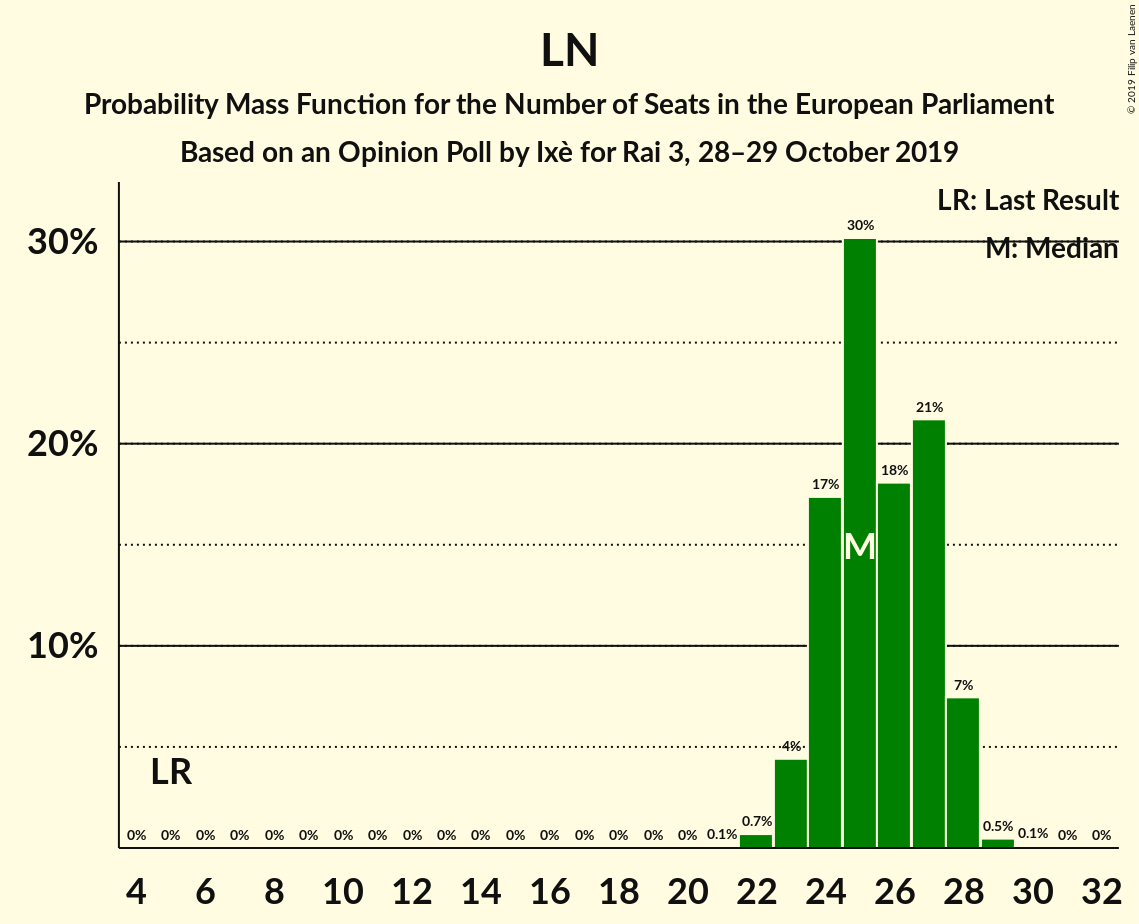 LN
Probability Mass Function for the Number of Seats in the European Parliament
Based on an Opinion Poll by Ixè for Rai 3, 28–29 October 2019
© 2019 Filip van Laenen
LR: Last Result
M: Median
30%
20%
10%
30%
21%
18%
17%
M
7%
4%
LR
0% 0% 0% 0% 0% 0% 0% 0% 0% 0% 0% 0% 0% 0% 0% 0% 0% 0.1% 0.7% 0.5% 0.1% 0% 0%
4 6 8 10 12 14 16 18 20 22 24 26 28 30 32